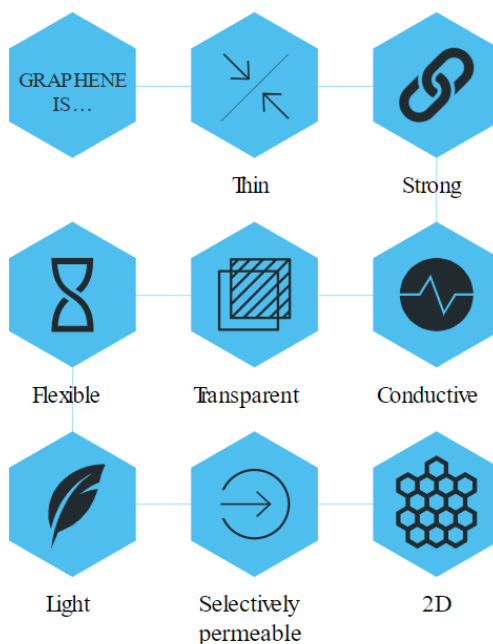 GRAPHENE
IS...
Thin
Strong
Flexible
Transparent
Conductive
Light
Selectively
permeable
2D